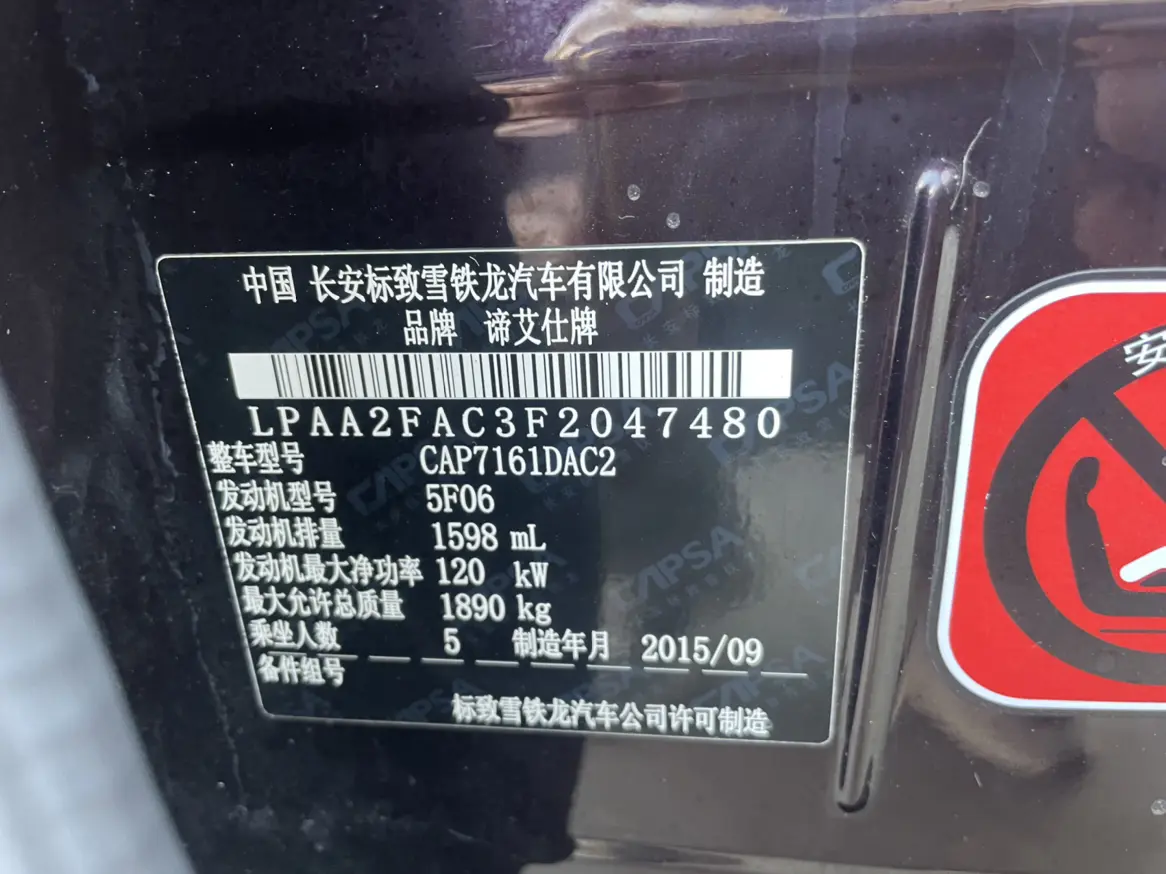 中国 长安标致雪铁龙汽车有限公司 制造
品牌 谛艾仕牌
LPAA2FAC3F2047480
整车型号 CAP7161DAC2
发动机型号 5F06
发动机排量 1598 mL
发动机最大净功率 120 kW
最大允许总质量 1890 kg
乘坐人数 5 制造年月 2015/09
备件组号
标致雪铁龙汽车公司许可制造
安
CAPSA